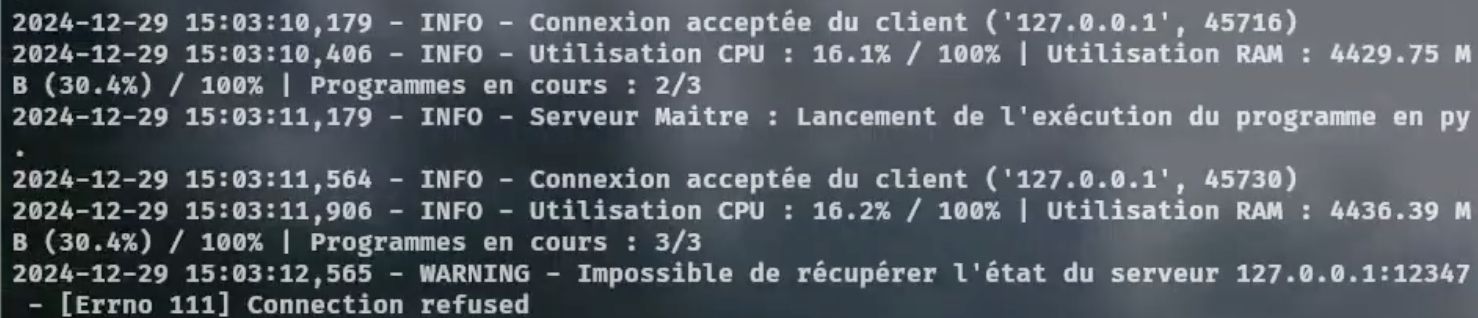 2024-12-29 15:03:10,179 - INFO - Connexion acceptée du client ('127.0.0.1', 45716)
2024-12-29 15:03:10,406 - INFO - Utilisation CPU : 16.1% / 100% | Utilisation RAM : 4429.75 M
B (30.4%) / 100% | Programmes en cours : 2/3
2024-12-29 15:03:11,179 - INFO - Serveur Maitre : Lancement de l'exécution du programme en py
.
2024-12-29 15:03:11,564 - INFO - Connexion acceptée du client ('127.0.0.1', 45730)
2024-12-29 15:03:11,906 - INFO - Utilisation CPU : 16.2% / 100% | Utilisation RAM : 4436.39 M
B (30.4%) / 100% | Programmes en cours : 3/3
2024-12-29 15:03:12,565 - WARNING - Impossible de récupérer l'état du serveur 127.0.0.1:12347
 - [Errno 111] Connection refused